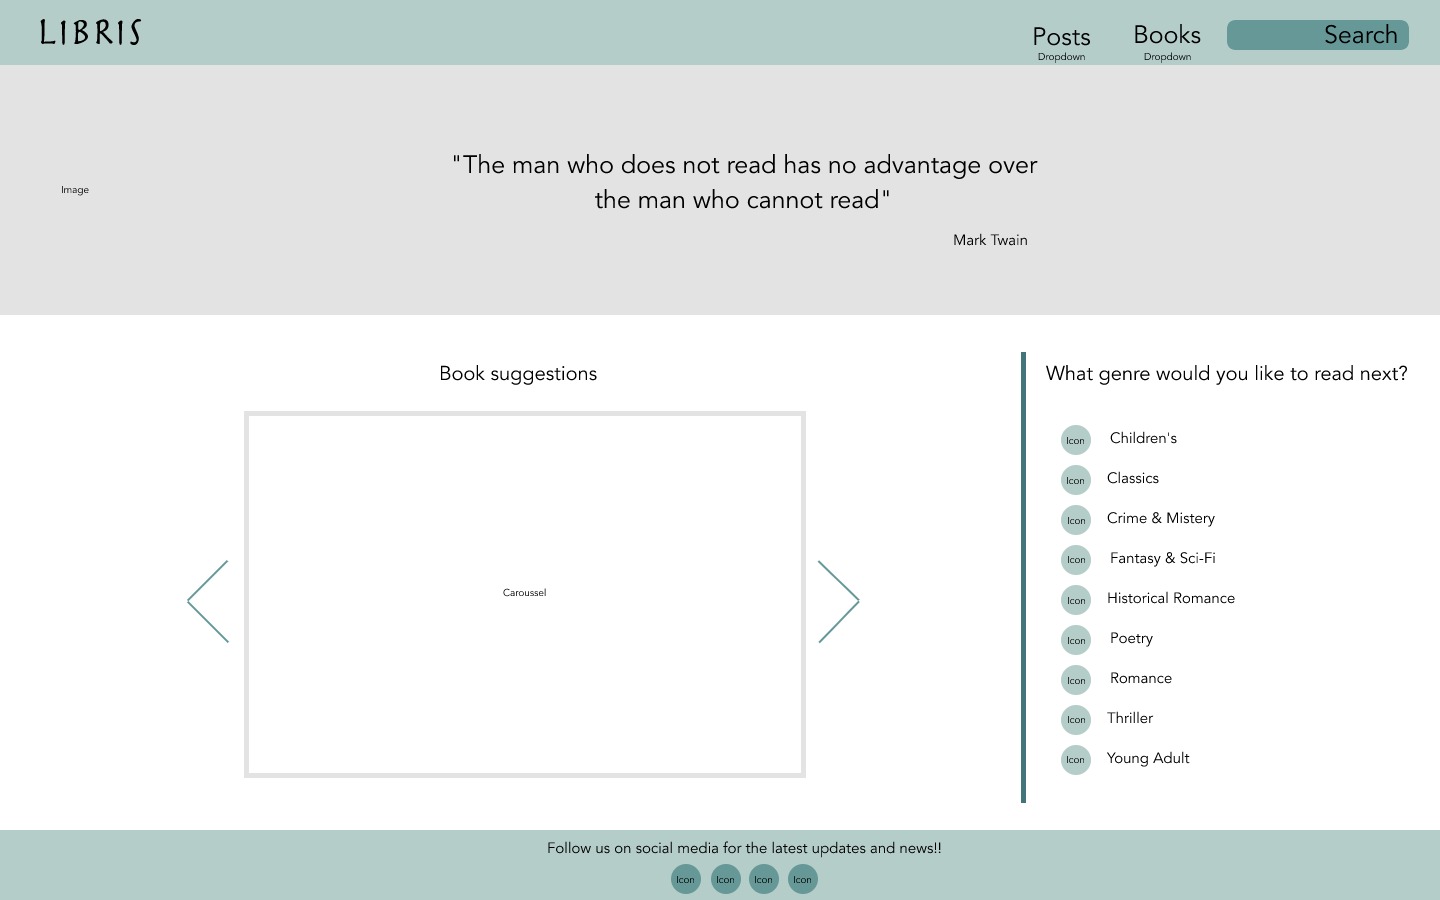 LIBRIS
Posts
Dropdown
Books
Dropdown
Search
Image
"The man who does not read has no advantage over
the man who cannot read"
Mark Twain
Book suggestions
Caroussel
What genre would you like to read next?
Icon Children's
Icon Classics
Icon Crime & Mistery
Icon Fantasy & Sci-Fi
Icon Historical Romance
Icon Poetry
Icon Romance
Icon Thriller
Icon Young Adult
Follow us on social media for the latest updates and news!!
Icon Icon Icon Icon